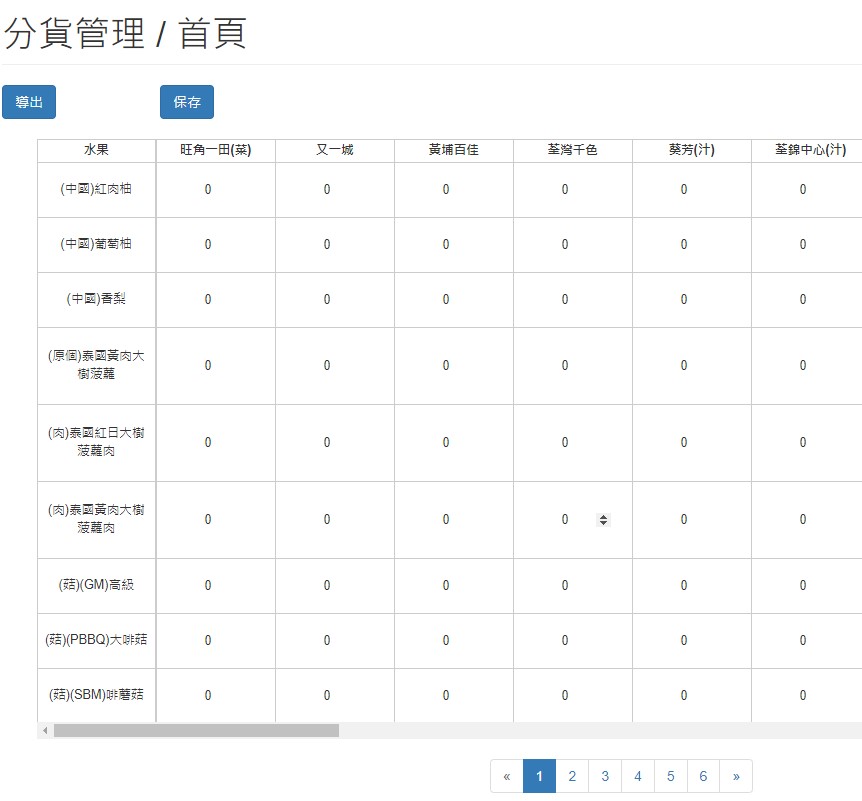 分貨管理 / 首頁
導出 保存
水果 旺角一田(菜) 又一城 黃埔百佳 荃灣千色 葵芳(汁) 荃錦中心(汁)
(中國)紅肉柚 0 0 0 0 0 0
(中國)葡萄柚 0 0 0 0 0 0
(中國)香梨 0 0 0 0 0 0
(原個)泰國黃肉大
樹菠蘿 0 0 0 0 0 0
(肉)泰國紅日大樹
菠蘿肉 0 0 0 0 0 0
(肉)泰國黃肉大樹
菠蘿肉 0 0 0 0 0 0
(菇)(GM)高級 0 0 0 0 0 0
(菇)(PBBQ)大啡菇 0 0 0 0 0 0
(菇)(SBM)啡蘑菇 0 0 0 0 0 0
« 1 2 3 4 5 6 »